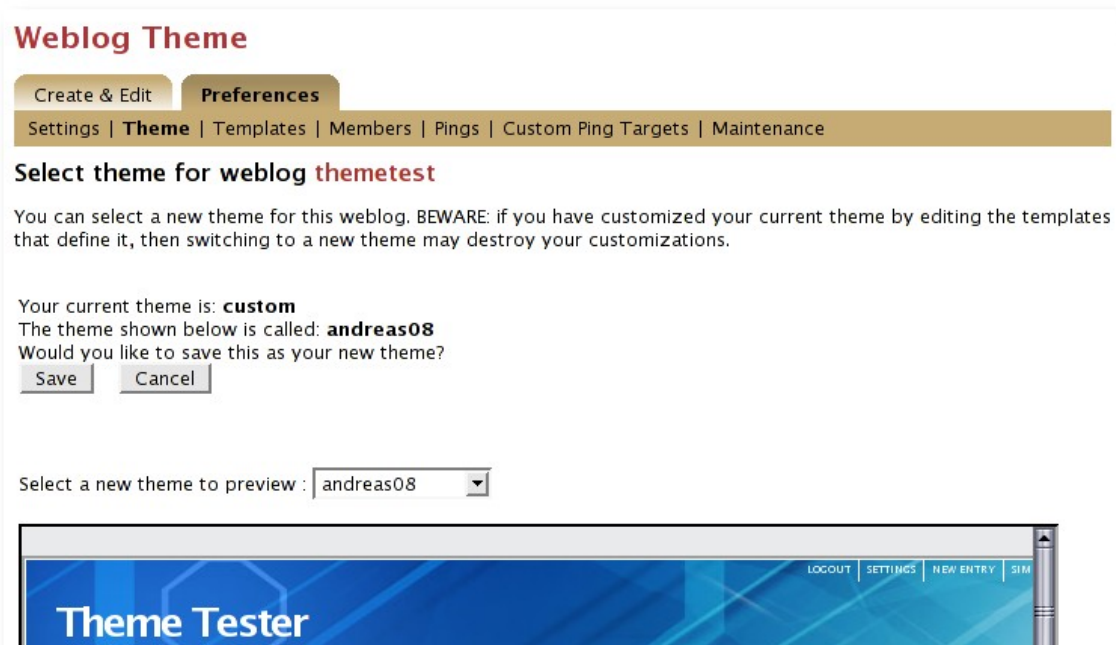 Weblog Theme
Create & Edit Preferences
Settings | Theme | Templates | Members | Pings | Custom Ping Targets | Maintenance
Select theme for weblog themetest
You can select a new theme for this weblog. BEWARE: if you have customized your current theme by editing the templates
that define it, then switching to a new theme may destroy your customizations.
Your current theme is: custom
The theme shown below is called: andreas08
Would you like to save this as your new theme?
Save Cancel
Select a new theme to preview : andreas08
LOGOUT | SETTINGS | NEW ENTRY | SIM
Theme Tester